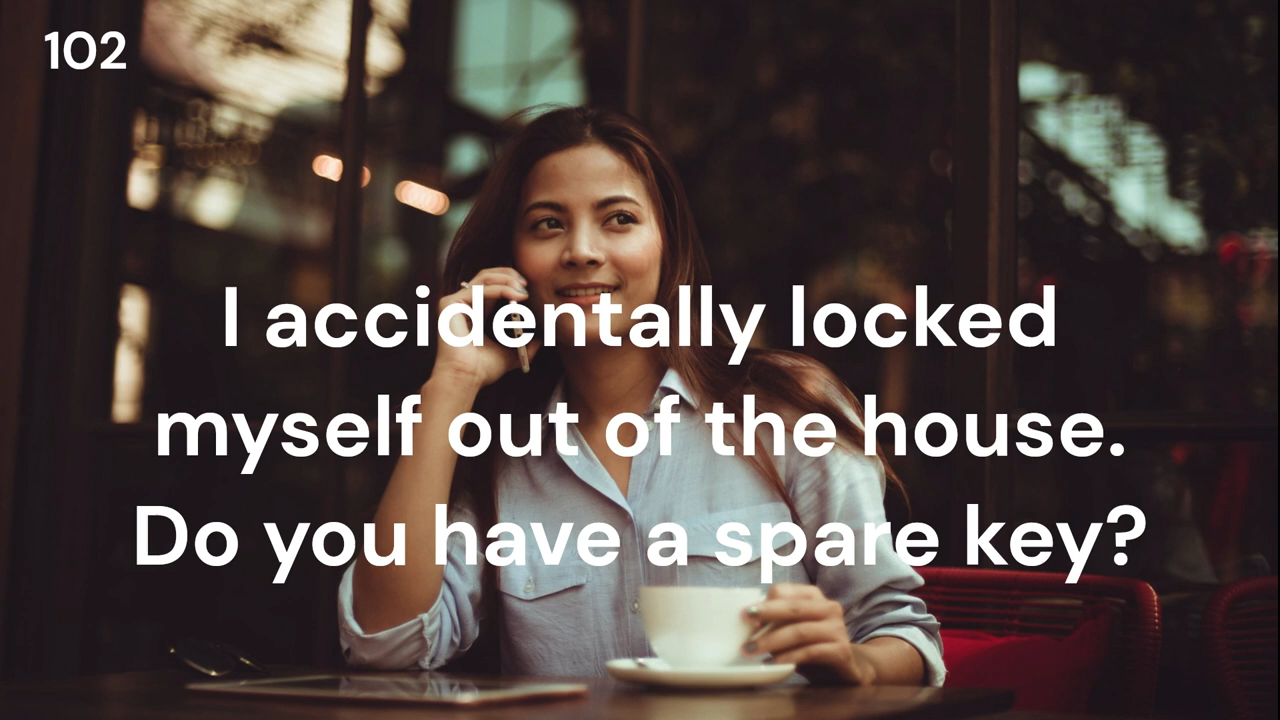 102
I accidentally locked
myself out of the house.
Do you have a spare key?